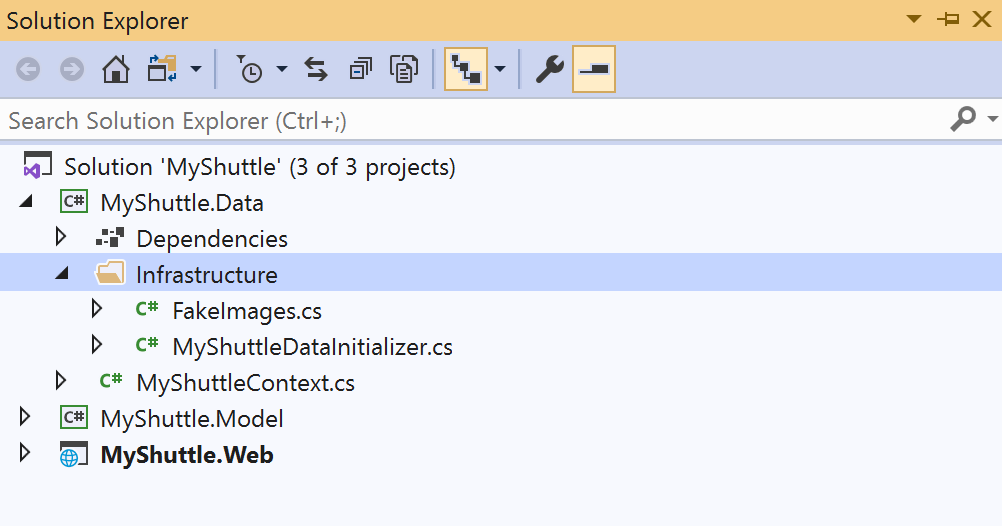 Solution Explorer
Search Solution Explorer (Ctrl+;)
Solution 'MyShuttle' (3 of 3 projects)
C# MyShuttle.Data
Dependencies
Infrastructure
C# FakeImages.cs
C# MyShuttleDataInitializer.cs
C# MyShuttleContext.cs
C# MyShuttle.Model
MyShuttle.Web